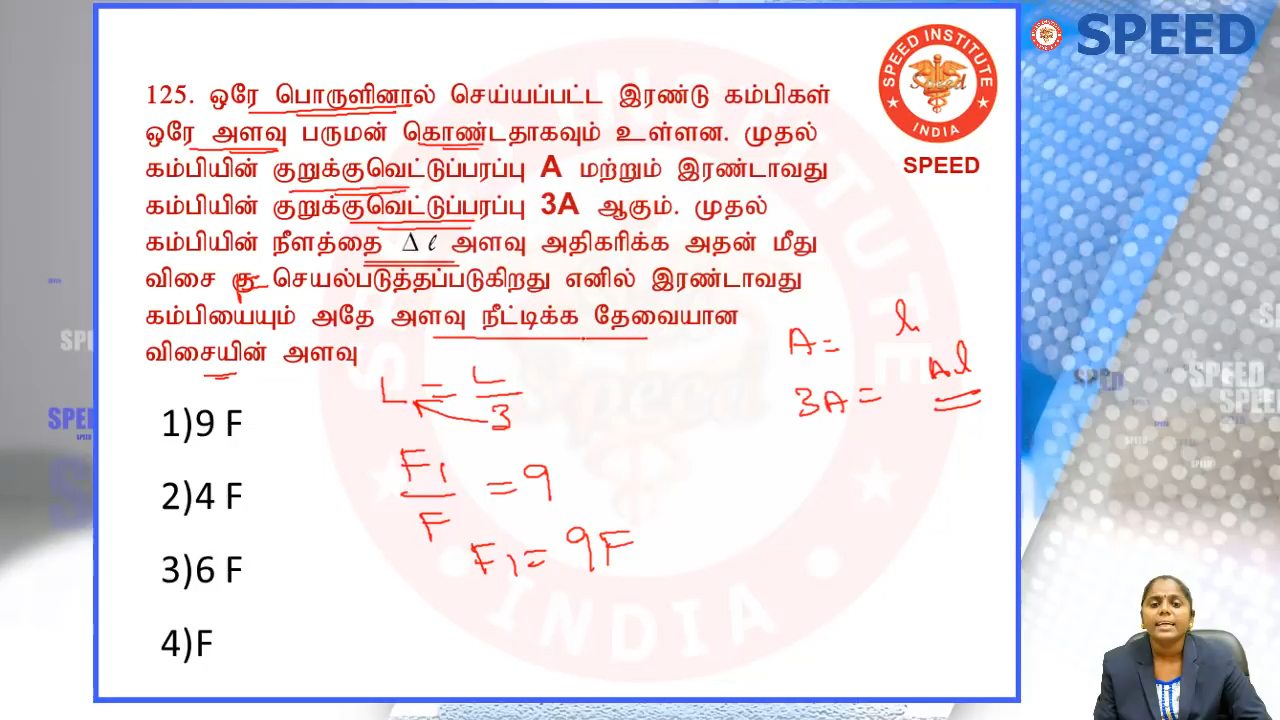 SPEED
SPEED INSTITUTE
Speed
INDIA
SPEED
125. ஒரே பொருளினால் செய்யப்பட்ட இரண்டு கம்பிகள்
ஒரே அளவு பருமன் கொண்டதாகவும் உள்ளன. முதல்
கம்பியின் குறுக்குவெட்டுப்பரப்பு A மற்றும் இரண்டாவது
கம்பியின் குறுக்குவெட்டுப்பரப்பு 3A ஆகும். முதல்
கம்பியின் நீளத்தை Δ ℓ அளவு அதிகரிக்க அதன் மீது
விசை F செயல்படுத்தப்படுகிறது எனில் இரண்டாவது
கம்பியையும் அதே அளவு நீட்டிக்க தேவையான
விசையின் அளவு
A =
3A =
L = L/3
1)9 F
F1/F = 9
2)4 F
F1 = 9F
3)6 F
4)F
INDIA